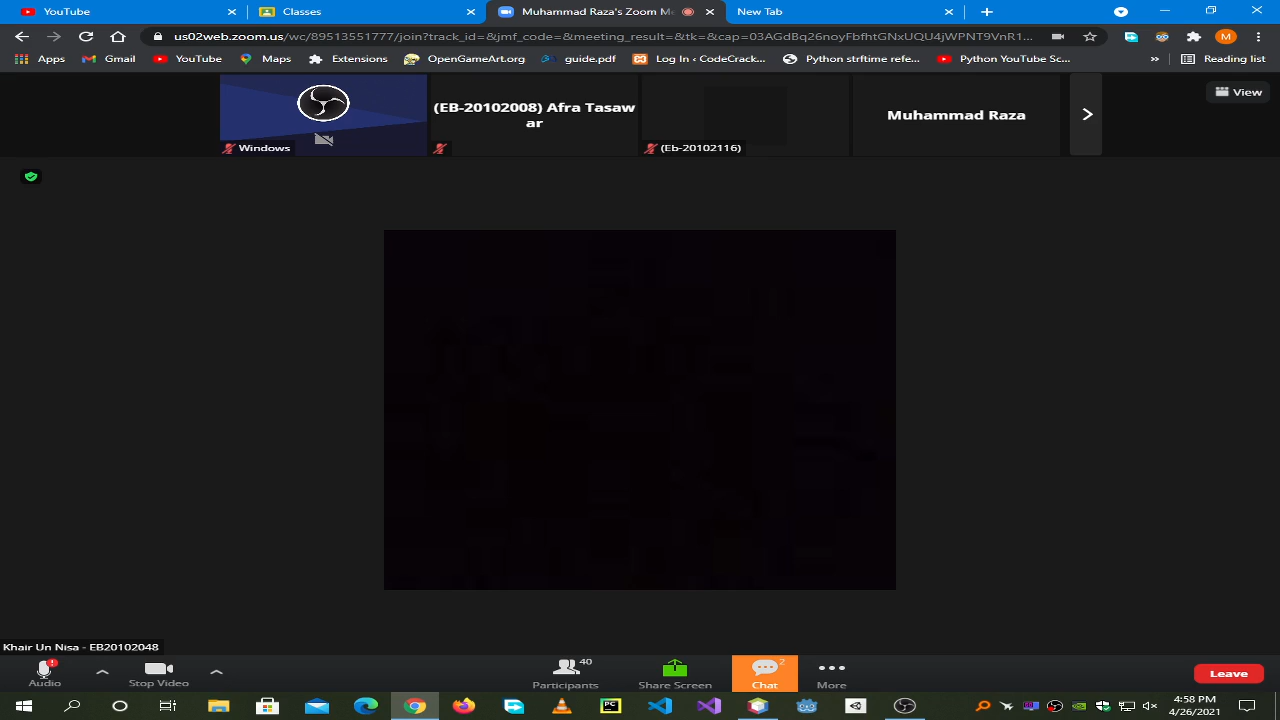 YouTube
Classes
Muhammad Raza's Zoom Me
New Tab
us02web.zoom.us/wc/89513551777/join?track_id=&jmf_code=&meeting_result=&tk=&cap=03AGdBq26noyFbfhtGNxUQU4jWPNT9VnR1...
Apps
Gmail
YouTube
Maps
Extensions
OpenGameArt.org
guide.pdf
Log In ‹ CodeCrack...
Python strftime refe...
Python YouTube Sc...
»
Reading list
Windows
(EB-20102008) Afra Tasaw
ar
(Eb-20102116)
Muhammad Raza
View
Khair Un Nisa - EB20102048
Audio
Stop Video
Participants
40
Share Screen
Chat
2
More
Leave
4:58 PM
4/26/2021